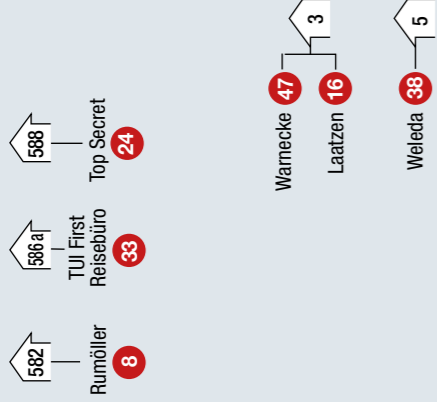 582
Rumöller
8
586a
TUI First
Reisebüro
33
588
Top Secret
24
Warnecke 47
Laatzen 16
3
Weleda 38
5